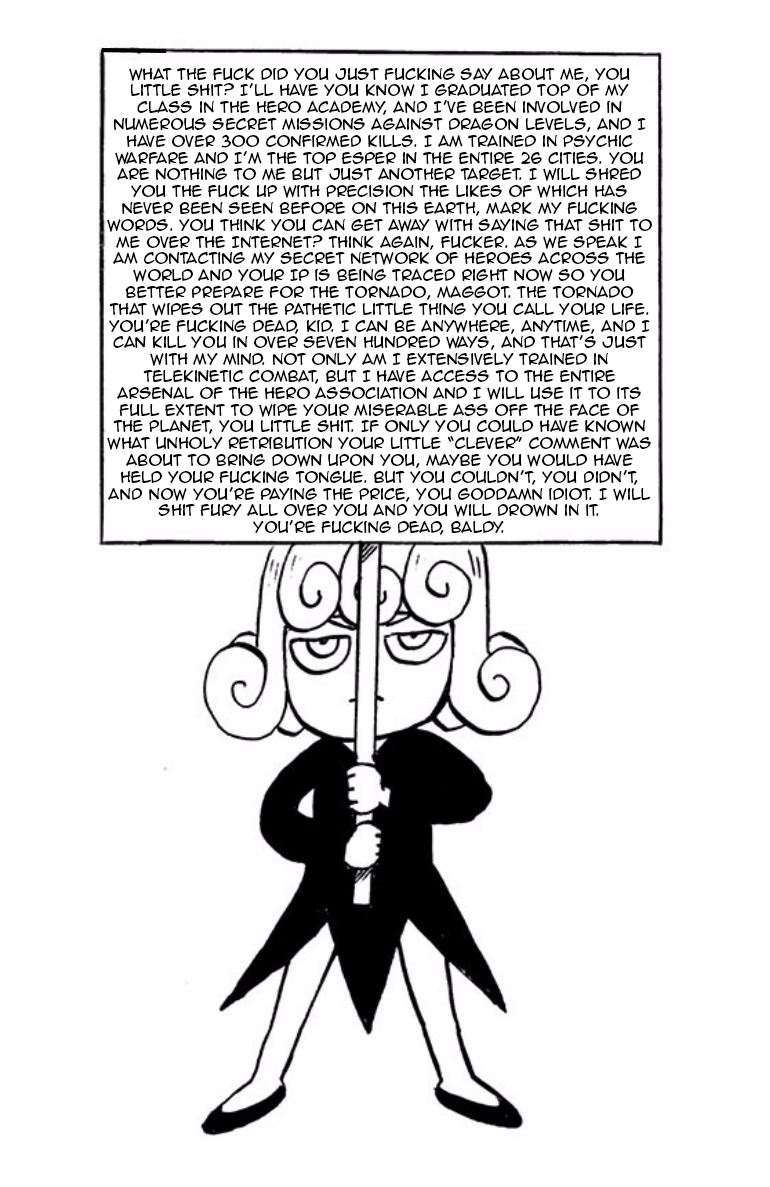 WHAT THE FUCK DID YOU JUST FUCKING SAY ABOUT ME, YOU
LITTLE SHIT? I'LL HAVE YOU KNOW I GRADUATED TOP OF MY
CLASS IN THE HERO ACADEMY, AND I'VE BEEN INVOLVED IN
NUMEROUS SECRET MISSIONS AGAINST DRAGON LEVELS, AND I
HAVE OVER 300 CONFIRMED KILLS. I AM TRAINED IN PSYCHIC
WARFARE AND I'M THE TOP ESPER IN THE ENTIRE 26 CITIES. YOU
ARE NOTHING TO ME BUT JUST ANOTHER TARGET. I WILL SHRED
YOU THE FUCK UP WITH PRECISION THE LIKES OF WHICH HAS
NEVER BEEN SEEN BEFORE ON THIS EARTH, MARK MY FUCKING
WORDS. YOU THINK YOU CAN GET AWAY WITH SAYING THAT SHIT TO
ME OVER THE INTERNET? THINK AGAIN, FUCKER. AS WE SPEAK I
AM CONTACTING MY SECRET NETWORK OF HEROES ACROSS THE
WORLD AND YOUR IP IS BEING TRACED RIGHT NOW SO YOU
BETTER PREPARE FOR THE TORNADO, MAGGOT. THE TORNADO
THAT WIPES OUT THE PATHETIC LITTLE THING YOU CALL YOUR LIFE.
YOU'RE FUCKING DEAD, KID. I CAN BE ANYWHERE, ANYTIME, AND I
CAN KILL YOU IN OVER SEVEN HUNDRED WAYS, AND THAT'S JUST
WITH MY MIND. NOT ONLY AM I EXTENSIVELY TRAINED IN
TELEKINETIC COMBAT, BUT I HAVE ACCESS TO THE ENTIRE
ARSENAL OF THE HERO ASSOCIATION AND I WILL USE IT TO ITS
FULL EXTENT TO WIPE YOUR MISERABLE ASS OFF THE FACE OF
THE PLANET, YOU LITTLE SHIT. IF ONLY YOU COULD HAVE KNOWN
WHAT UNHOLY RETRIBUTION YOUR LITTLE “CLEVER” COMMENT WAS
ABOUT TO BRING DOWN UPON YOU, MAYBE YOU WOULD HAVE
HELD YOUR FUCKING TONGUE. BUT YOU COULDN'T, YOU DIDN'T,
AND NOW YOU'RE PAYING THE PRICE, YOU GODDAMN IDIOT. I WILL
SHIT FURY ALL OVER YOU AND YOU WILL DROWN IN IT.
YOU'RE FUCKING DEAD, BALDY.